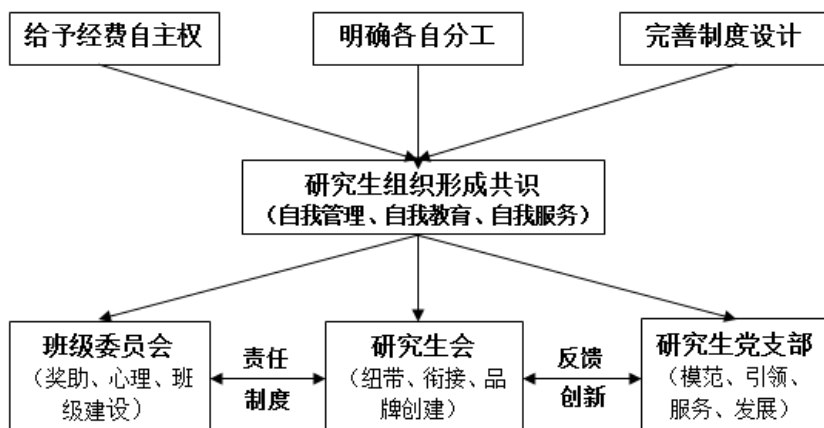 给予经费自主权
明确各自分工
完善制度设计
研究生组织形成共识
（自我管理、自我教育、自我服务）
班级委员会
（奖助、心理、班
级建设）
责任
制度
研究生会
（纽带、衔接、品
牌创建）
反馈
创新
研究生党支部
（模范、引领、
服务、发展）